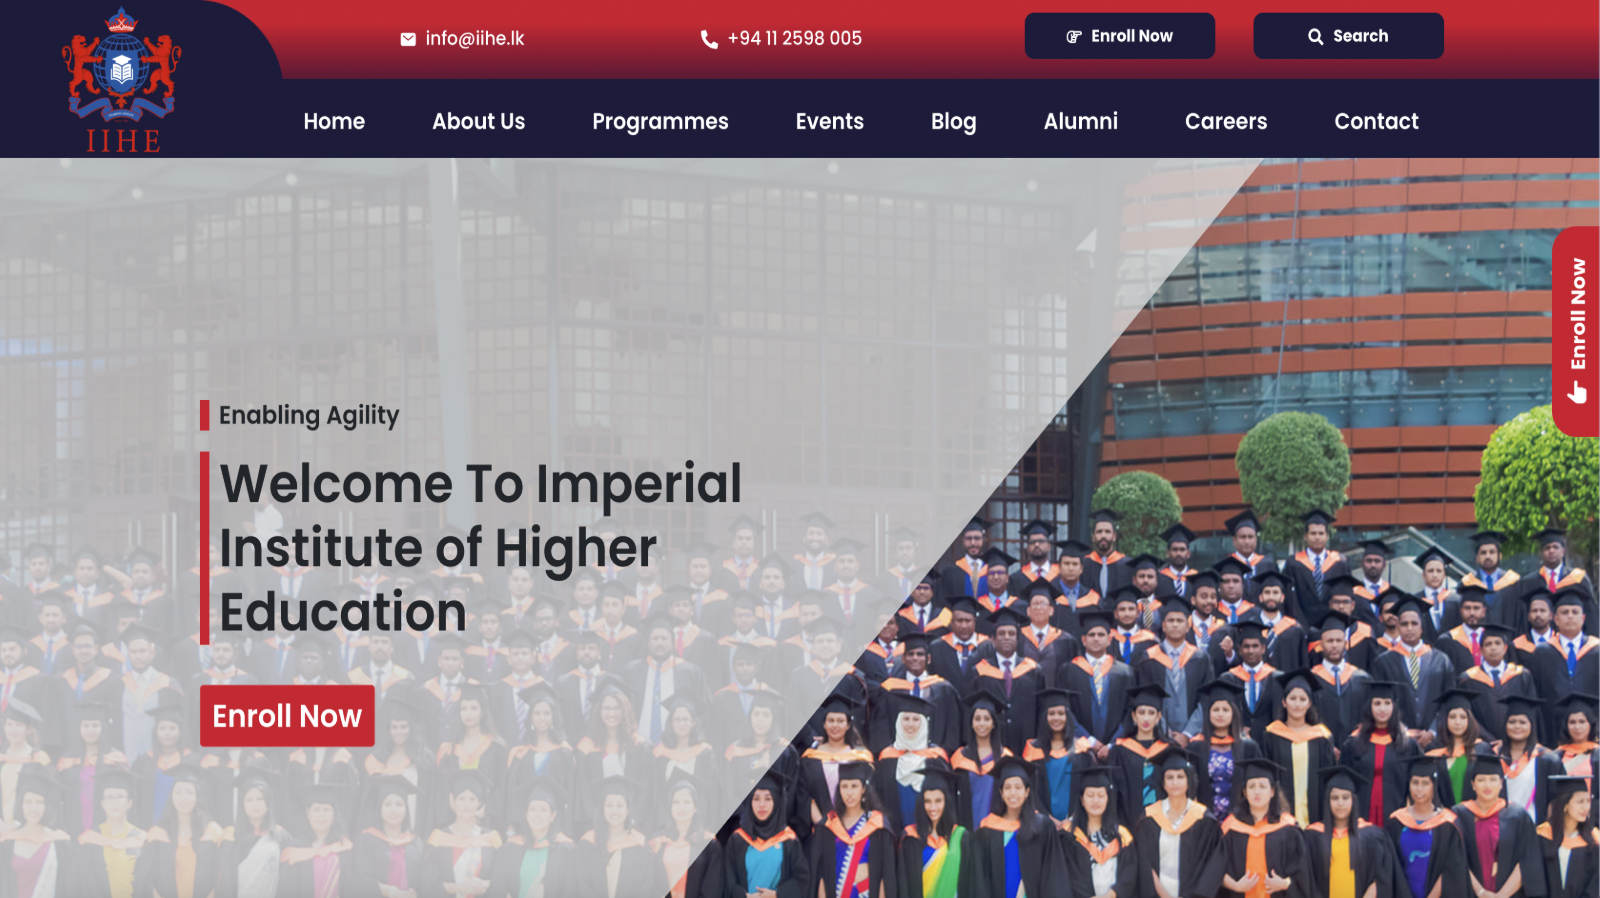 info@iihe.lk
+94 11 2598 005
Enroll Now
Search
IIHE
Home
About Us
Programmes
Events
Blog
Alumni
Careers
Contact
Enroll Now
Enabling Agility
Welcome To Imperial
Institute of Higher
Education
Enroll Now